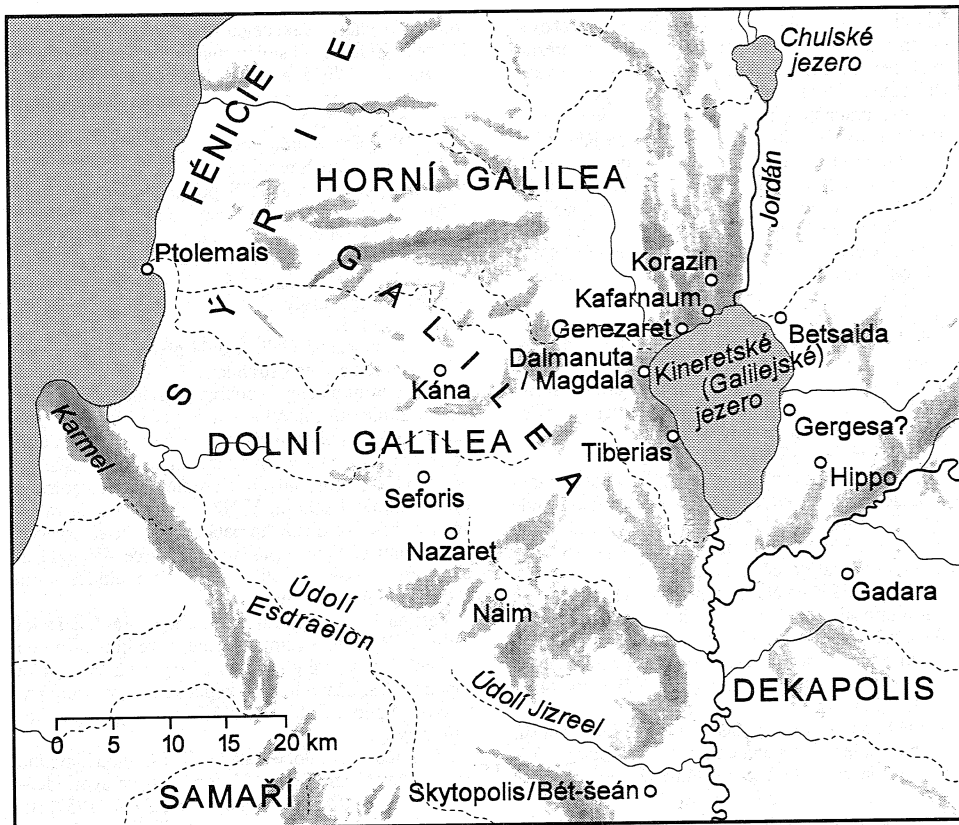 Chulské
jezero
FÉNICIE
SYRIE
HORNÍ GALILEA
Jordán
GALILEA
Ptolemais
Korazin
Kafarnaum
Genezaret
Betsaida
Dalmanuta
/ Magdala
Kineretské
(Galilejské)
jezero
Kána
Karmel
Gergesa?
DOLNÍ GALILEA
Tiberias
Hippo
Seforis
Nazaret
Gadara
Naim
Údolí
Esdraelon
Údolí Jizreel
DEKAPOLIS
0 5 10 15 20 km
SAMAŘÍ
Skytopolis/Bét-šeán